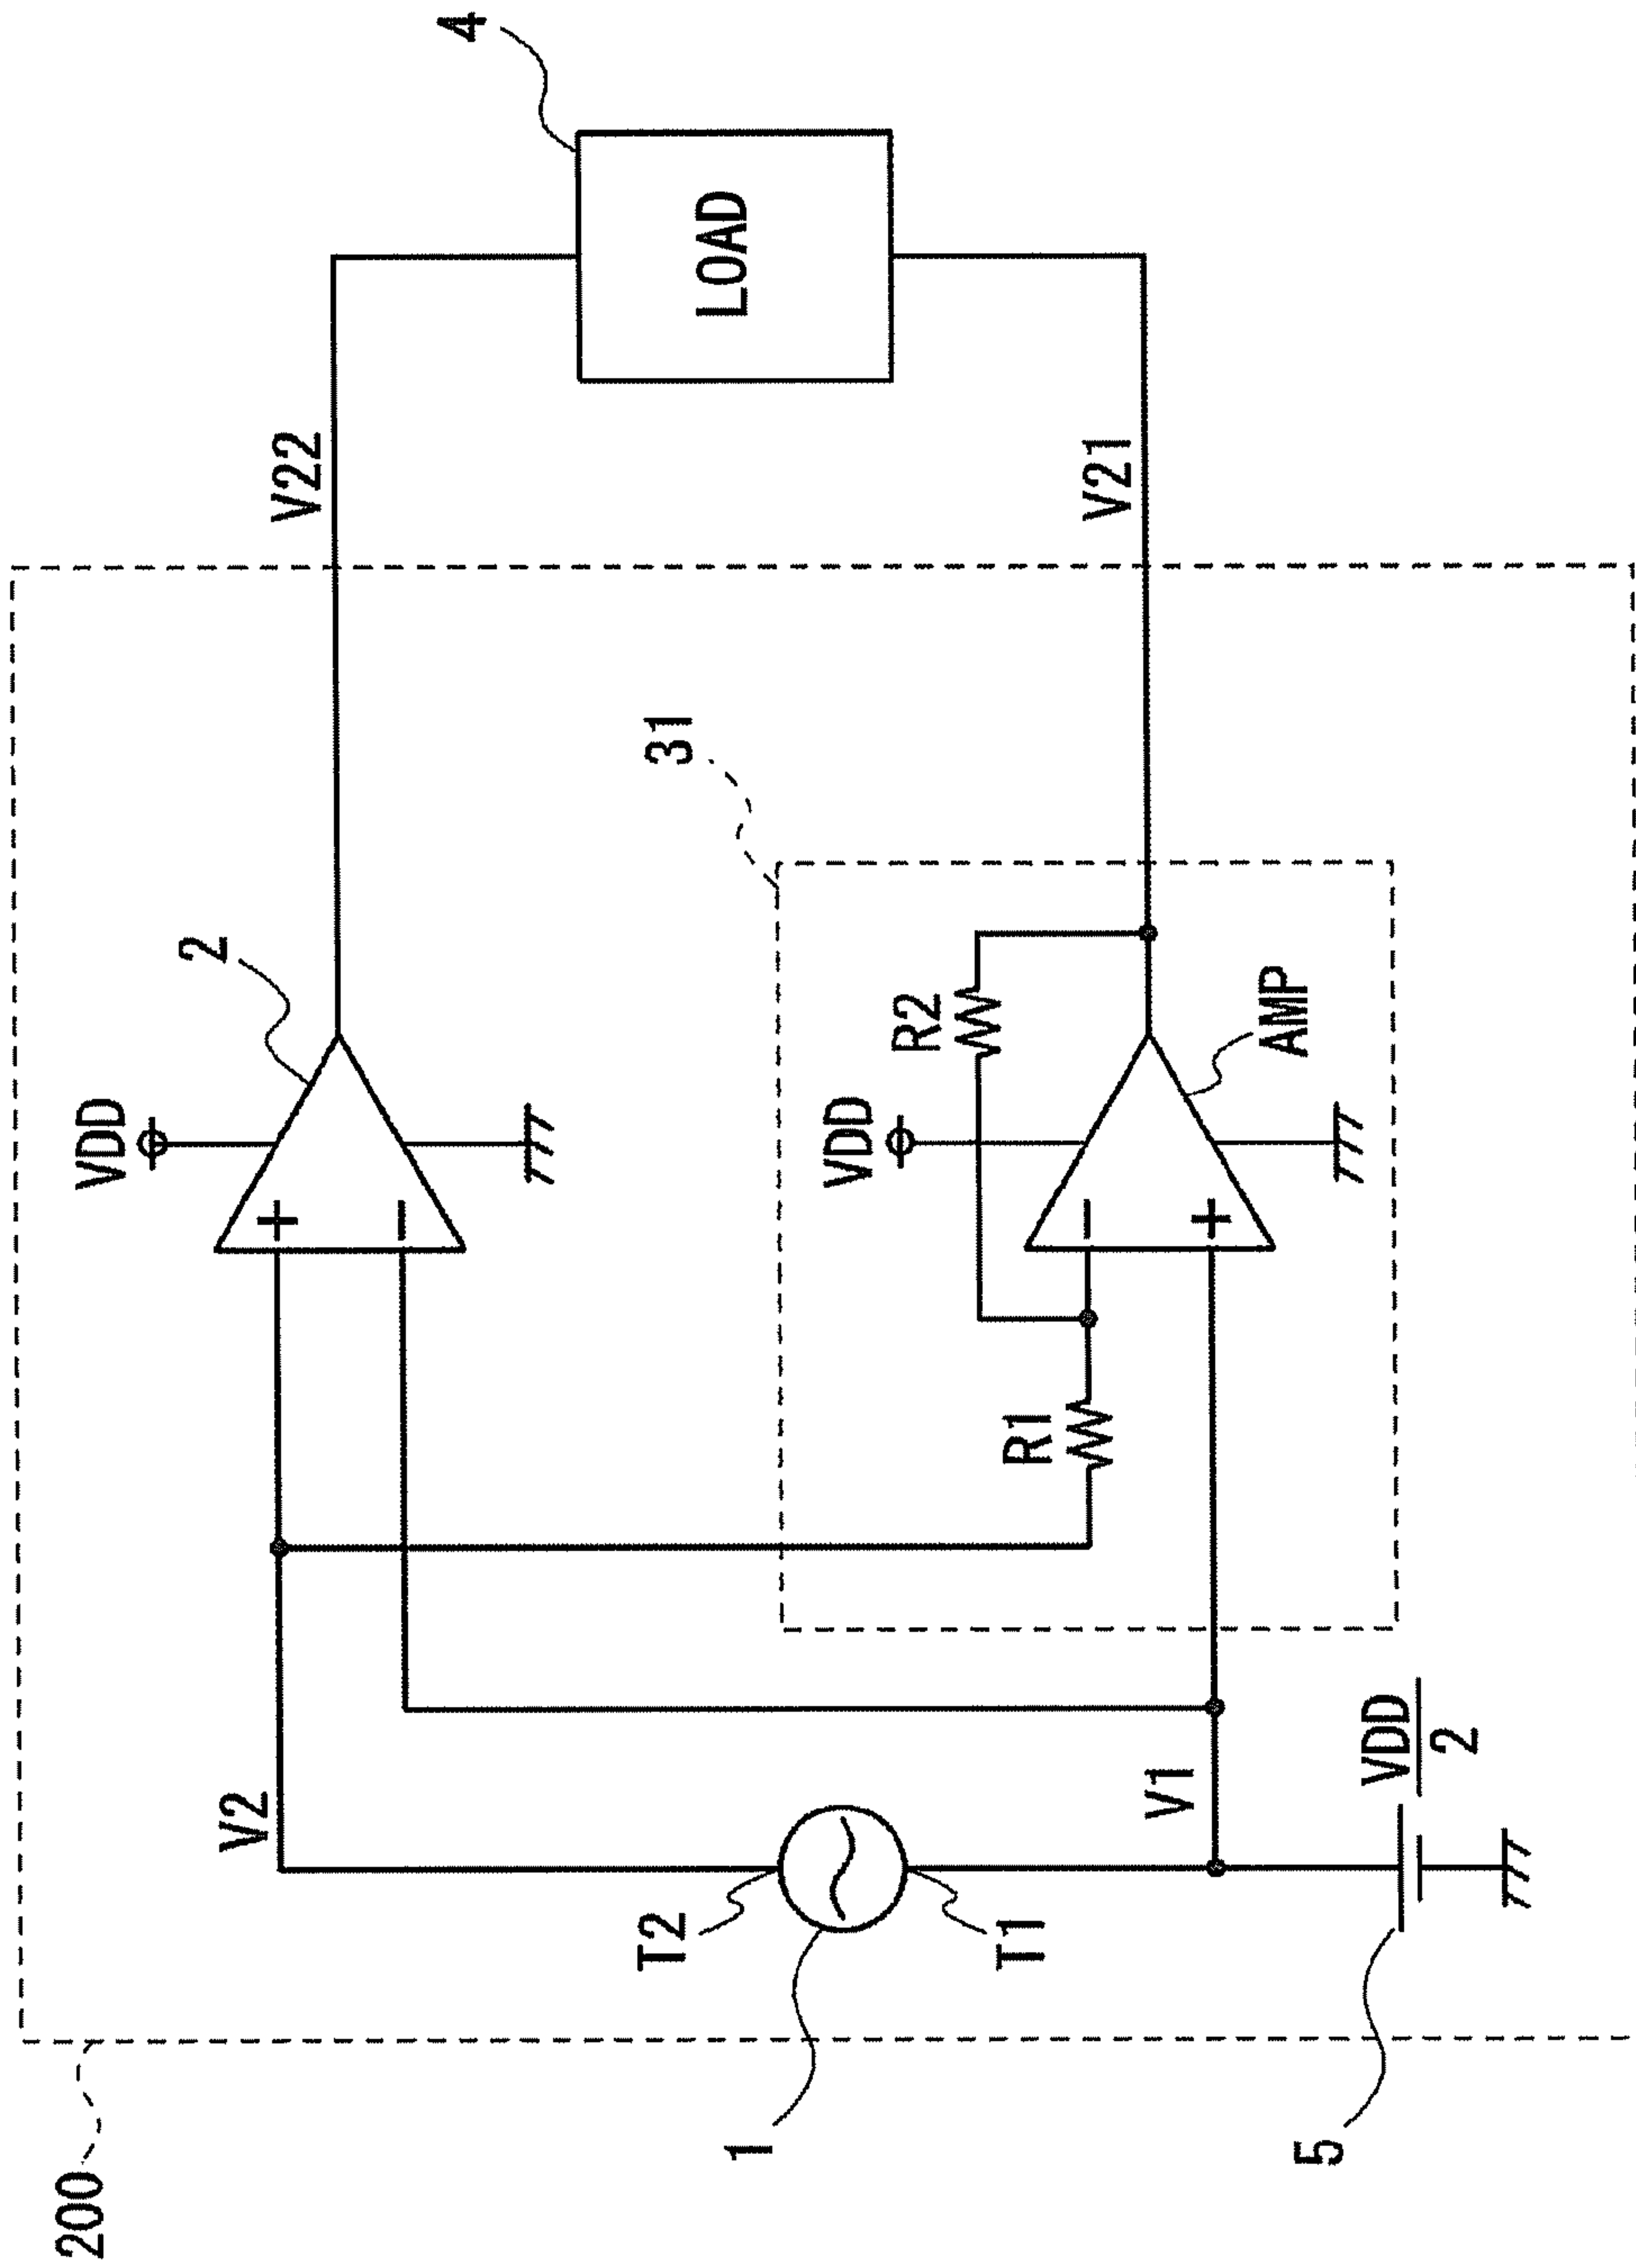 200
VDD
2
V22
V2
4
LOAD
31
VDD
R2
R1
AMP
V21
T2
T1
V1
1
5
VDD
2
+
−
−
+